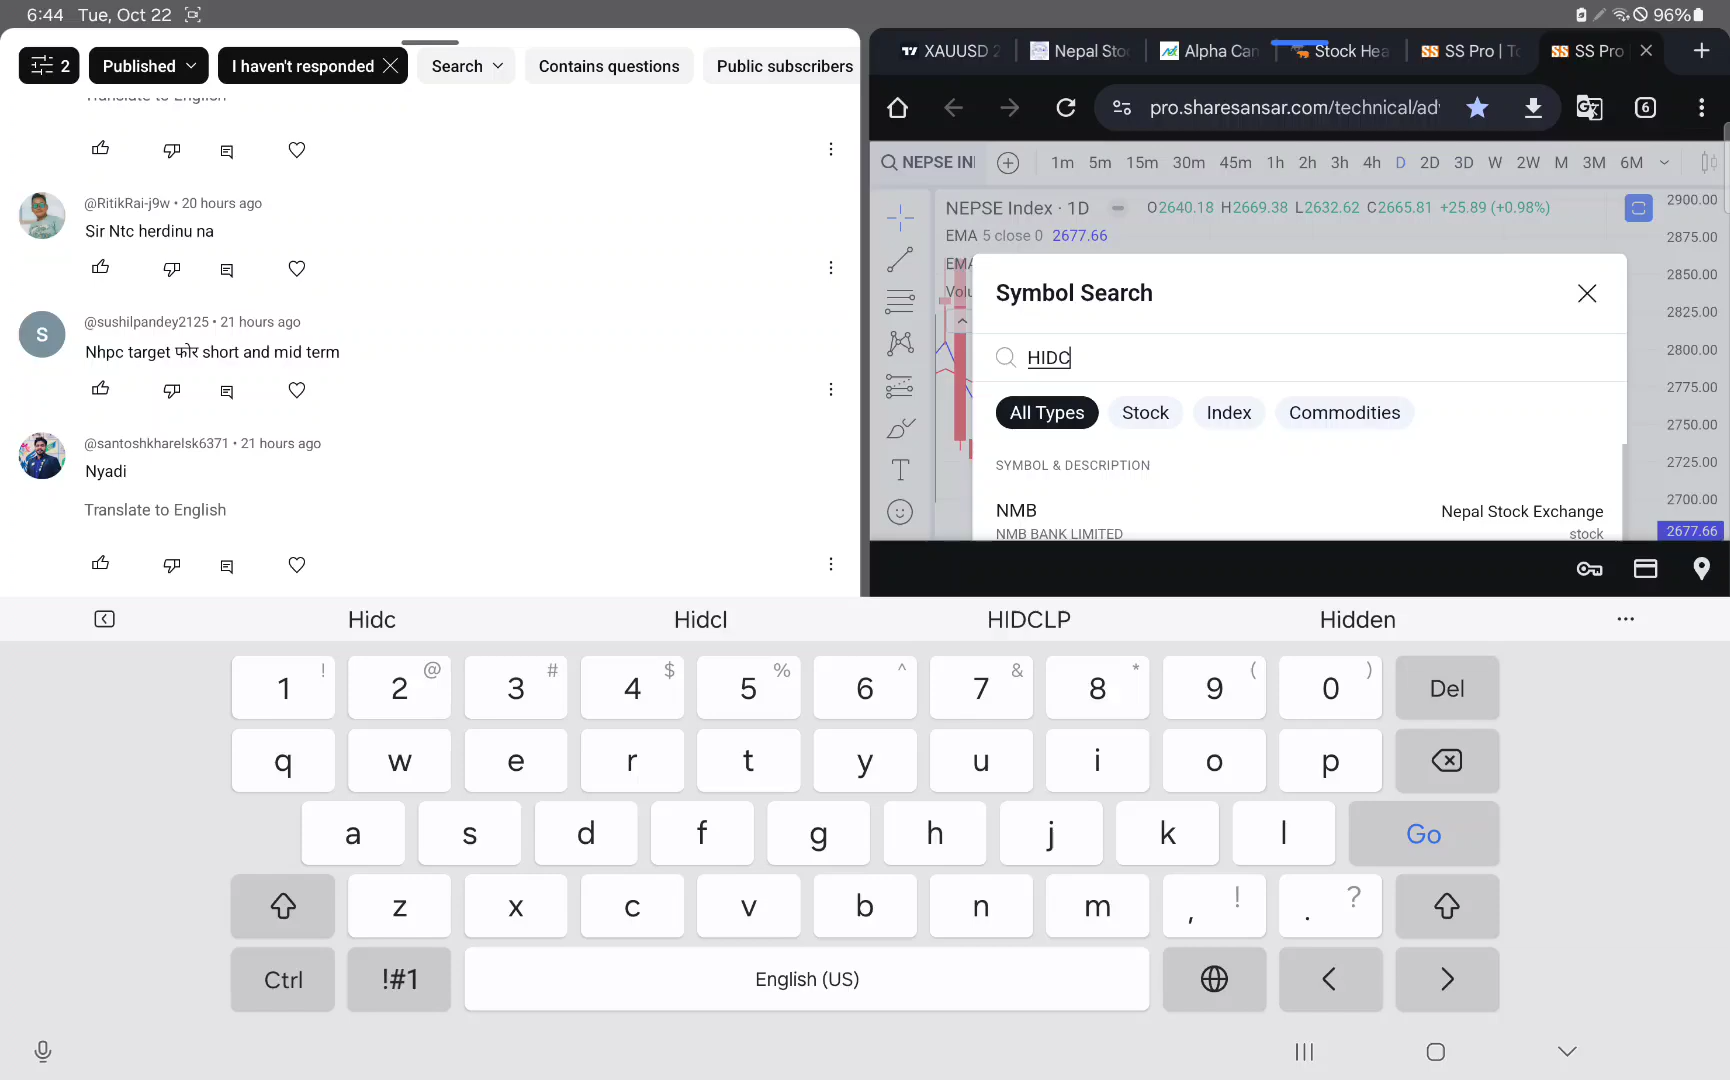 6:44 Tue, Oct 22
96%
2
Published
I haven't responded
Search
Contains questions
Public subscribers
Translate to English
@RitikRai-j9w • 20 hours ago
Sir Ntc herdinu na
S
@sushilpandey2125 • 21 hours ago
Nhpc target फोर short and mid term
@santoshkharelsk6371 • 21 hours ago
Nyadi
Translate to English
XAUUSD 2
Nepal Sto
Alpha Can
Stock Hea
SS Pro | To
SS Pro
pro.sharesansar.com/technical/ad
6
NEPSE IN
1m 5m 15m 30m 45m 1h 2h 3h 4h D 2D 3D W 2W M 3M 6M
NEPSE Index · 1D O2640.18 H2669.38 L2632.62 C2665.81 +25.89 (+0.98%)
EMA 5 close 0 2677.66
EMA
Volu
2900.00
2875.00
2850.00
2825.00
2800.00
2775.00
2750.00
2725.00
2700.00
2677.66
Symbol Search
HIDC
All Types
Stock
Index
Commodities
SYMBOL & DESCRIPTION
NMB
Nepal Stock Exchange
NMB BANK LIMITED
stock
Hidc Hidcl HIDCLP Hidden
1 ! 2 @ 3 # 4 $ 5 % 6 ^ 7 & 8 * 9 ( 0 ) Del
q w e r t y u i o p
a s d f g h j k l Go
z x c v b n m , ! . ?
Ctrl !#1 English (US) < >